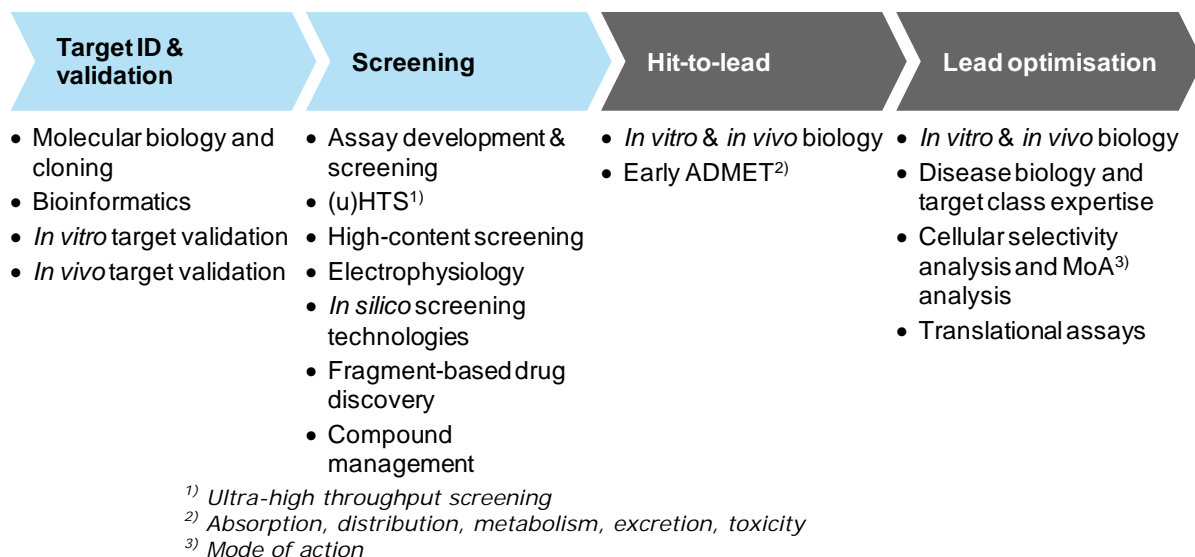 Target ID &
validation
Screening
Hit-to-lead
Lead optimisation
• Molecular biology and
cloning
• Bioinformatics
• In vitro target validation
• In vivo target validation
• Assay development &
screening
• (u)HTS1)
• High-content screening
• Electrophysiology
• In silico screening
technologies
• Fragment-based drug
discovery
• Compound
management
• In vitro & in vivo biology
• Early ADMET2)
• In vitro & in vivo biology
• Disease biology and
target class expertise
• Cellular selectivity
analysis and MoA3)
analysis
• Translational assays
1) Ultra-high throughput screening
2) Absorption, distribution, metabolism, excretion, toxicity
3) Mode of action